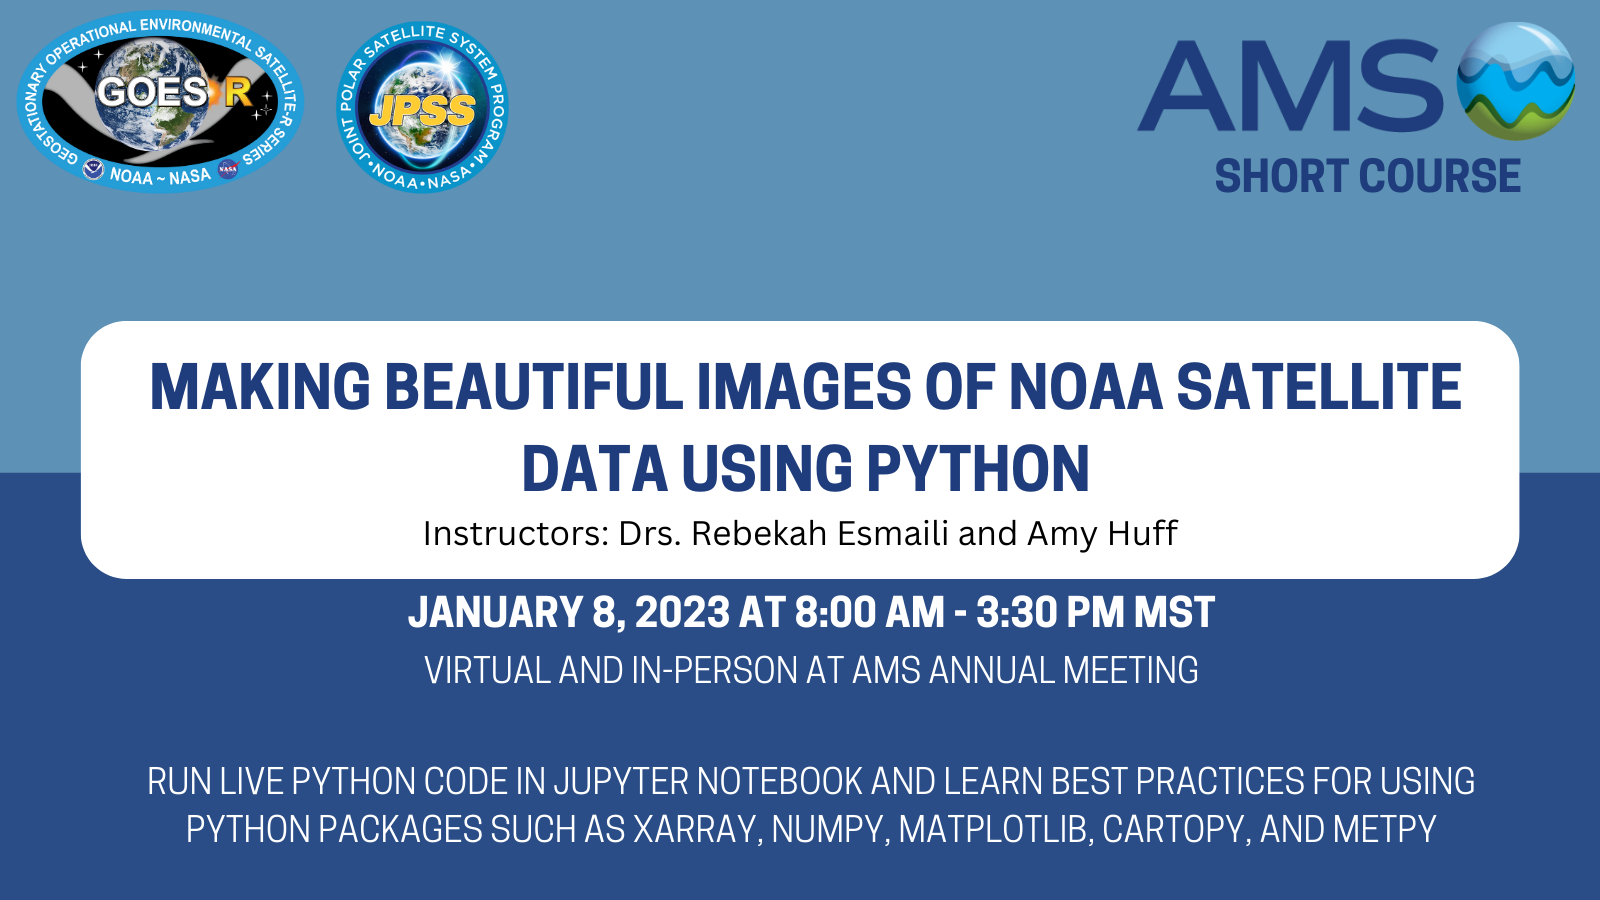 GEOSTATIONARY OPERATIONAL ENVIRONMENTAL SATELLITE-R SERIES
GOES R
NOAA ~ NASA
JOINT POLAR SATELLITE SYSTEM PROGRAM
JPSS
•NOAA•NASA•
AMS
SHORT COURSE
MAKING BEAUTIFUL IMAGES OF NOAA SATELLITE
DATA USING PYTHON
Instructors: Drs. Rebekah Esmaili and Amy Huff
JANUARY 8, 2023 AT 8:00 AM - 3:30 PM MST
VIRTUAL AND IN-PERSON AT AMS ANNUAL MEETING
RUN LIVE PYTHON CODE IN JUPYTER NOTEBOOK AND LEARN BEST PRACTICES FOR USING
PYTHON PACKAGES SUCH AS XARRAY, NUMPY, MATPLOTLIB, CARTOPY, AND METPY